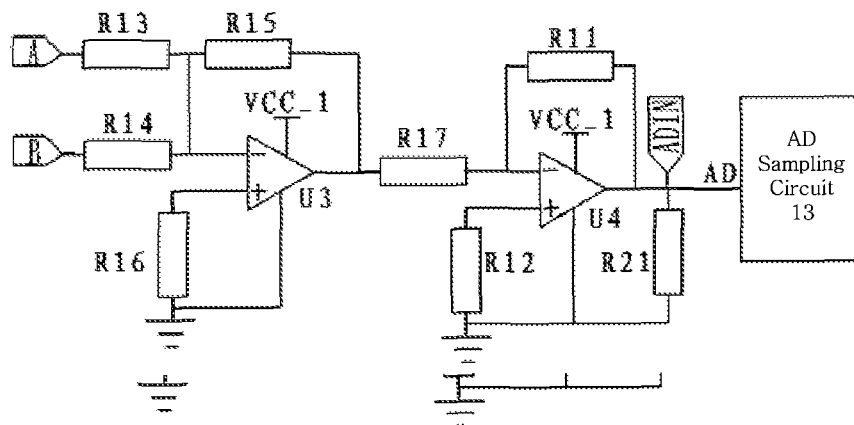 R13
R15
R11
A
VCC_1
VCC_1
ADIN
R14
R17
AD
Sampling
Circuit
13
B
AD
U3
U4
R16
R12
R21